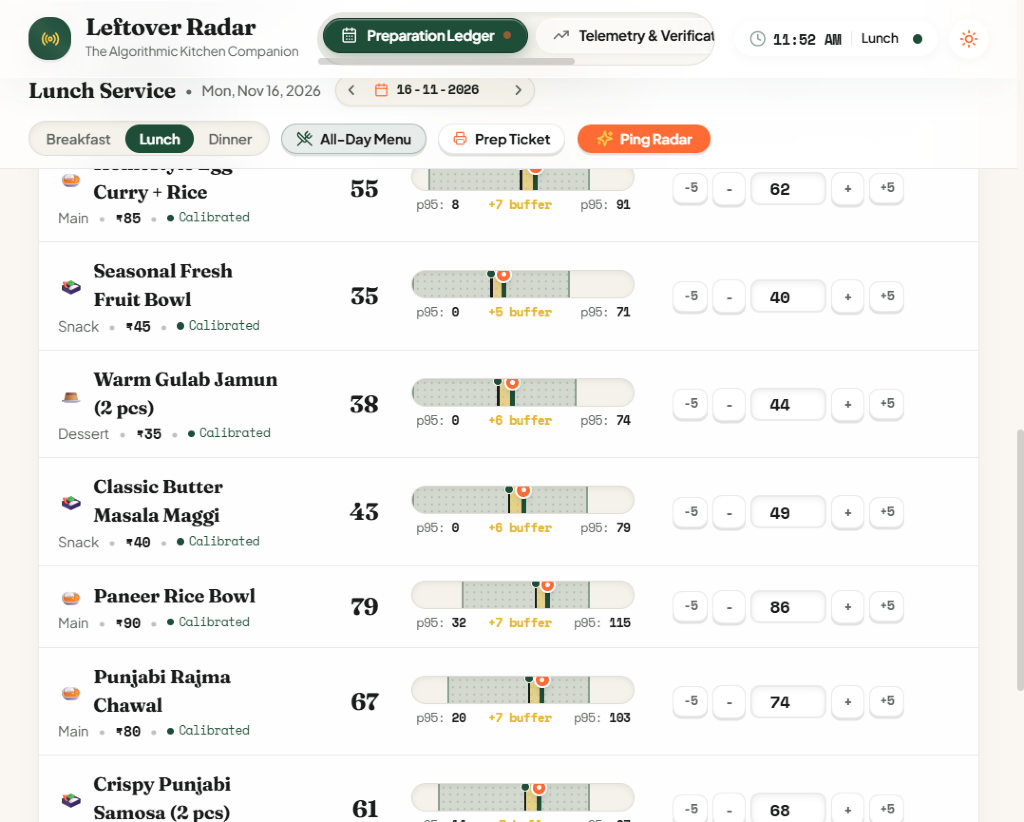 Leftover Radar
The Algorithmic Kitchen Companion
Preparation Ledger
Telemetry & Verificat
11:52 AM
Lunch
Lunch Service • Mon, Nov 16, 2026
16-11-2026
Breakfast
Lunch
Dinner
All-Day Menu
Prep Ticket
Ping Radar
Curry + Rice
Main • ₹85 • Calibrated
55
p95: 8 +7 buffer p95: 91
-5 - 62 + +5
Seasonal Fresh
Fruit Bowl
Snack • ₹45 • Calibrated
35
p95: 0 +5 buffer p95: 71
-5 - 40 + +5
Warm Gulab Jamun
(2 pcs)
Dessert • ₹35 • Calibrated
38
p95: 0 +6 buffer p95: 74
-5 - 44 + +5
Classic Butter
Masala Maggi
Snack • ₹40 • Calibrated
43
p95: 0 +6 buffer p95: 79
-5 - 49 + +5
Paneer Rice Bowl
Main • ₹90 • Calibrated
79
p95: 32 +7 buffer p95: 115
-5 - 86 + +5
Punjabi Rajma
Chawal
Main • ₹80 • Calibrated
67
p95: 20 +7 buffer p95: 103
-5 - 74 + +5
Crispy Punjabi
Samosa (2 pcs)
61
-5 - 68 + +5